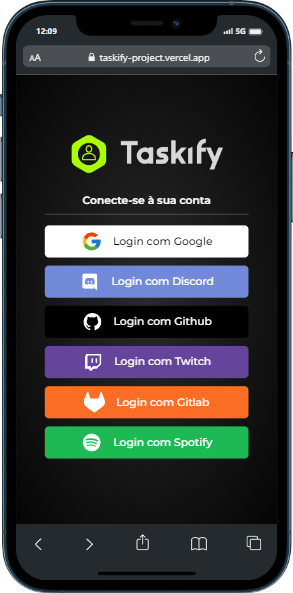 12:09
5G
AA
taskify-project.vercel.app
Taskify
Conecte-se à sua conta
Login com Google
Login com Discord
Login com Github
Login com Twitch
Login com Gitlab
Login com Spotify